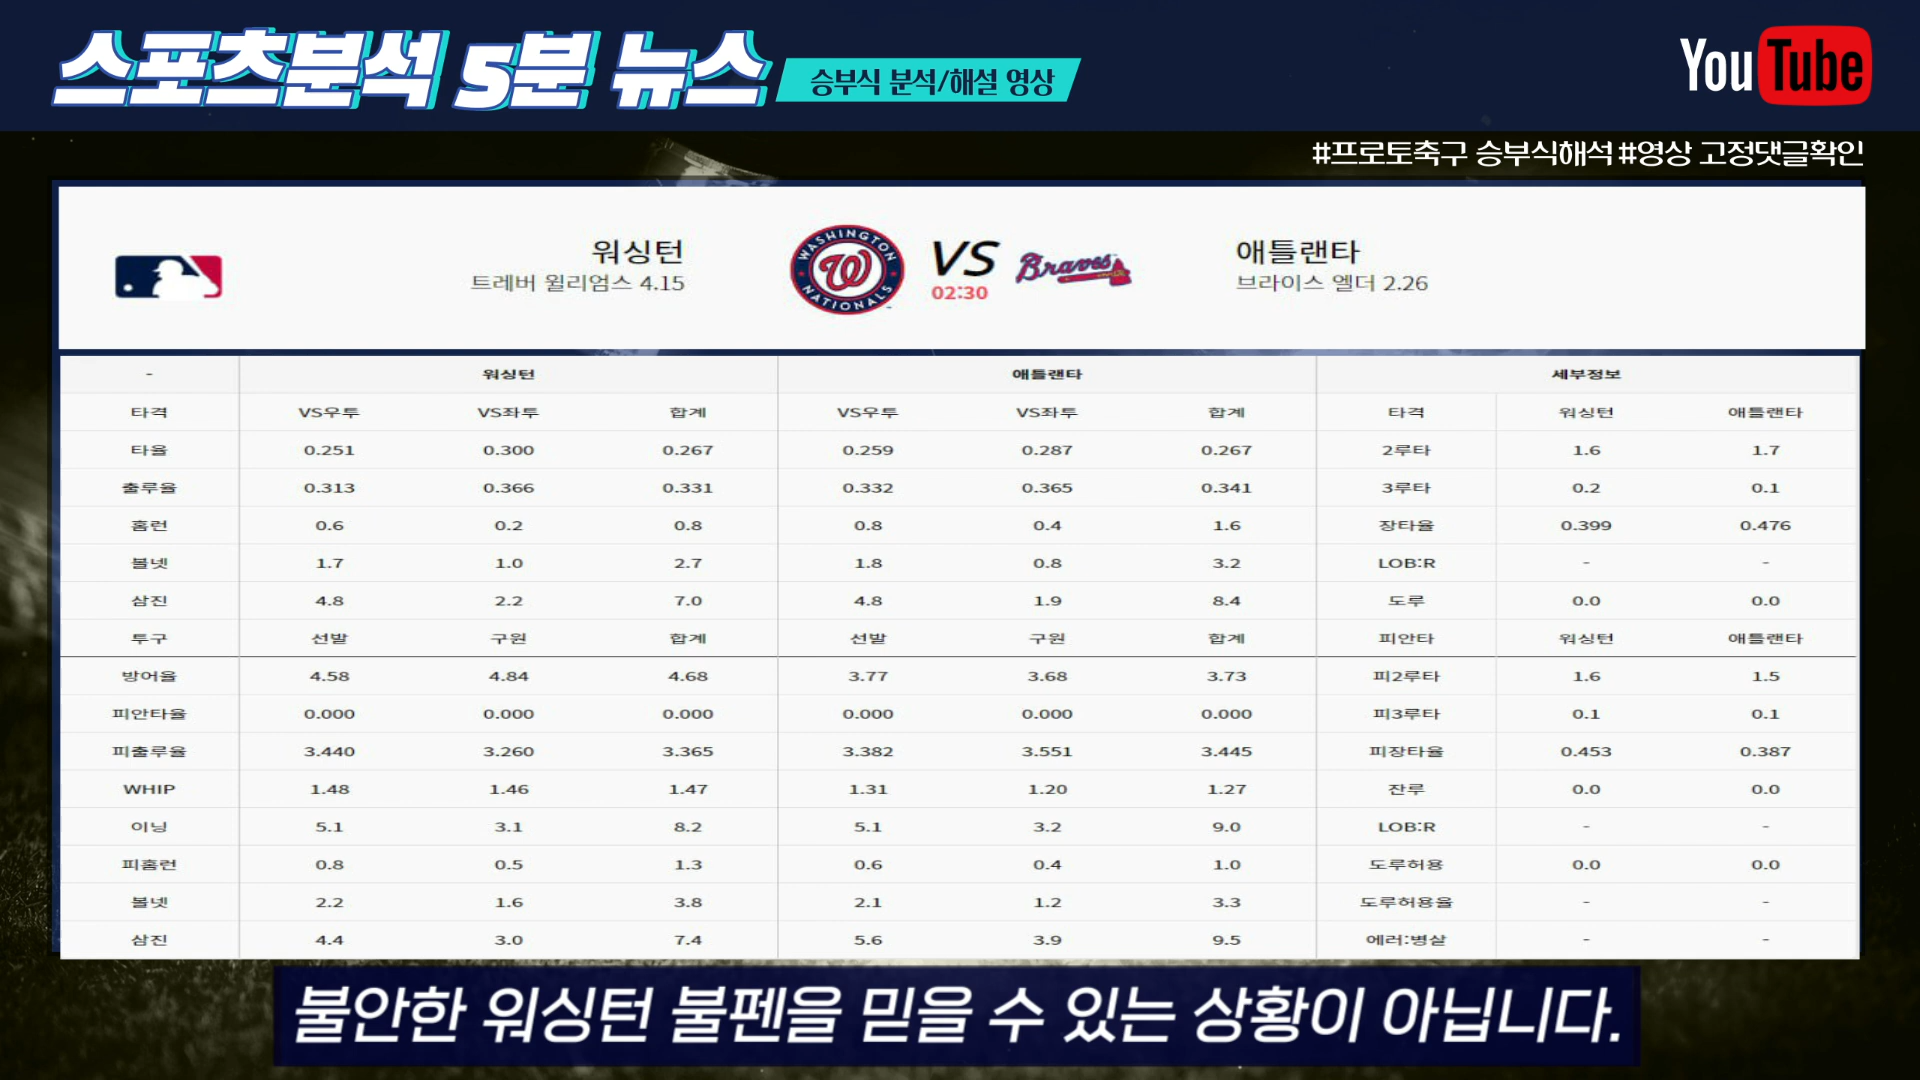 스포츠분석 5분 뉴스
승부식 분석/해설 영상
YouTube
#프로토축구 승부식해석 #영상 고정댓글확인
워싱턴 VS 애틀랜타
트레버 윌리엄스 4.15 02:30 브라이스 엘더 2.26
WASHINGTON NATIONALS
W
Braves
- 워싱턴 애틀랜타 세부정보
타격 VS우투 VS좌투 합계 VS우투 VS좌투 합계 타격 워싱턴 애틀랜타
타율 0.251 0.300 0.267 0.259 0.287 0.267 2루타 1.6 1.7
출루율 0.313 0.366 0.331 0.332 0.365 0.341 3루타 0.2 0.1
홈런 0.6 0.2 0.8 0.8 0.4 1.6 장타율 0.399 0.476
볼넷 1.7 1.0 2.7 1.8 0.8 3.2 LOB:R - -
삼진 4.8 2.2 7.0 4.8 1.9 8.4 도루 0.0 0.0
투구 선발 구원 합계 선발 구원 합계 피안타 워싱턴 애틀랜타
방어율 4.58 4.84 4.68 3.77 3.68 3.73 피2루타 1.6 1.5
피안타율 0.000 0.000 0.000 0.000 0.000 0.000 피3루타 0.1 0.1
피출루율 3.440 3.260 3.365 3.382 3.551 3.445 피장타율 0.453 0.387
WHIP 1.48 1.46 1.47 1.31 1.20 1.27 잔루 0.0 0.0
이닝 5.1 3.1 8.2 5.1 3.2 9.0 LOB:R - -
피홈런 0.8 0.5 1.3 0.6 0.4 1.0 도루허용 0.0 0.0
볼넷 2.2 1.6 3.8 2.1 1.2 3.3 도루허용율 - -
삼진 4.4 3.0 7.4 5.6 3.9 9.5 에러:병살 - -
불안한 워싱턴 불펜을 믿을 수 있는 상황이 아닙니다.